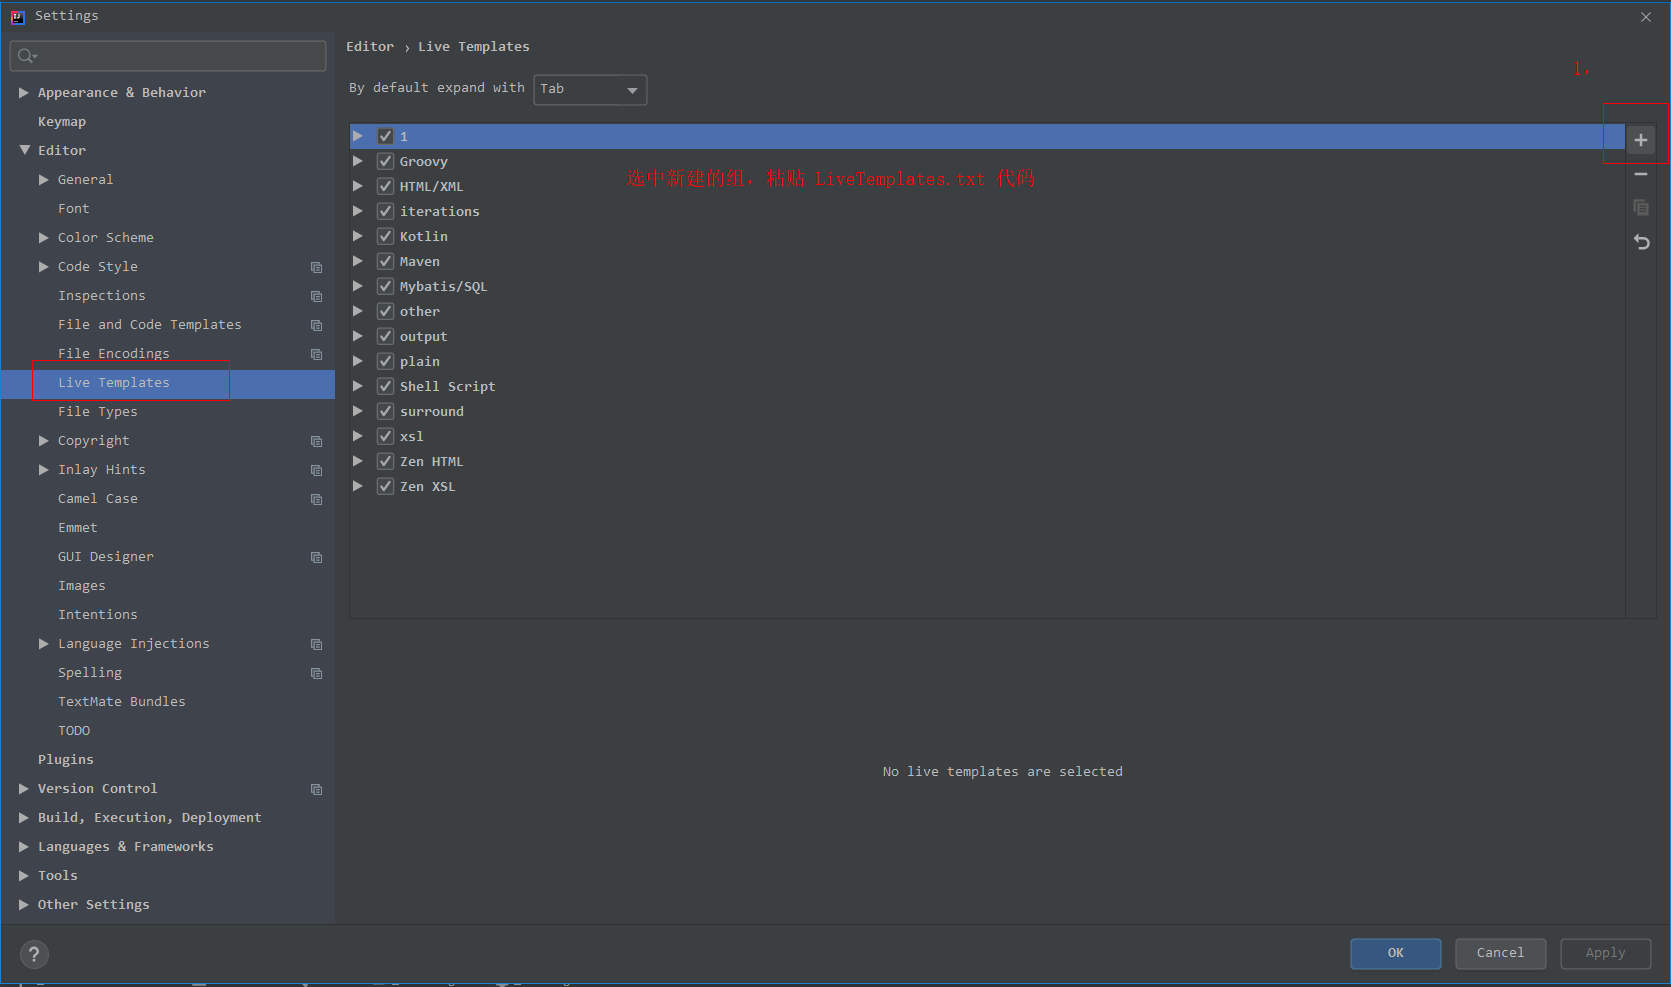 Settings
Editor › Live Templates
1.
By default expand with Tab
Appearance & Behavior
Keymap
Editor
General
Font
Color Scheme
Code Style
Inspections
File and Code Templates
File Encodings
Live Templates
File Types
Copyright
Inlay Hints
Camel Case
Emmet
GUI Designer
Images
Intentions
Language Injections
Spelling
TextMate Bundles
TODO
Plugins
Version Control
Build, Execution, Deployment
Languages & Frameworks
Tools
Other Settings
1
Groovy
HTML/XML
选中新建的组，粘贴 LiveTemplates.txt 代码
iterations
Kotlin
Maven
Mybatis/SQL
other
output
plain
Shell Script
surround
xsl
Zen HTML
Zen XSL
No live templates are selected
?
OK Cancel Apply